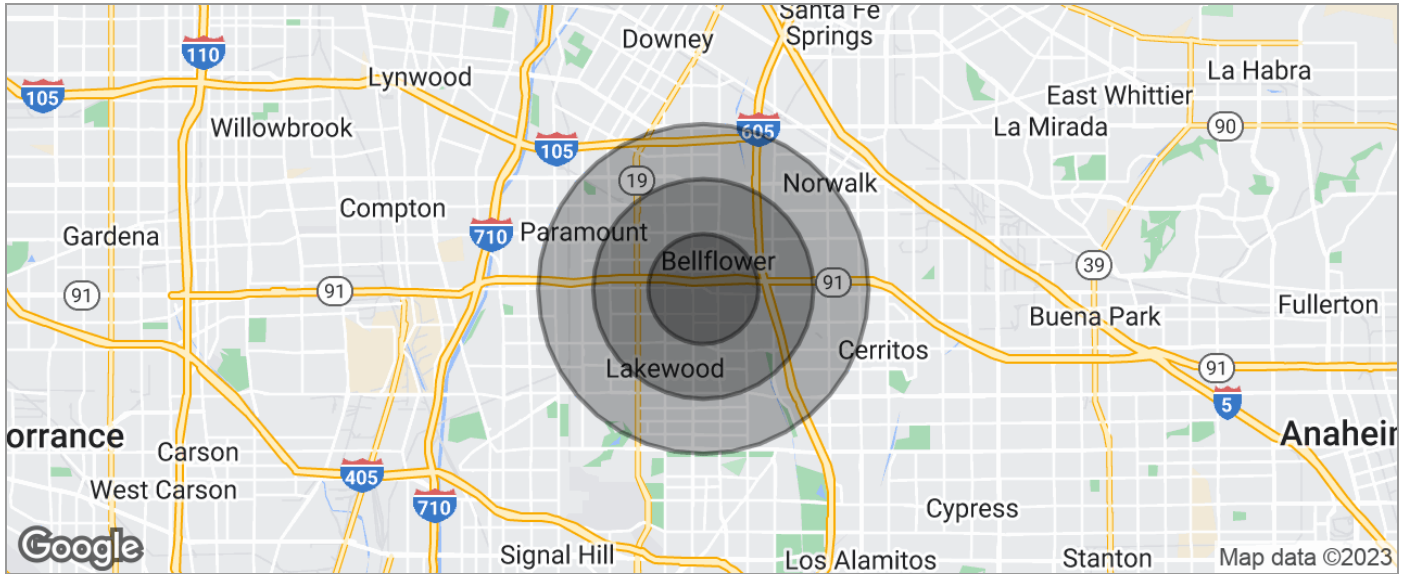 Santa Fe
Springs
Downey
110
La Habra
Lynwood
105
East Whittier
Willowbrook
La Mirada
90
605
105
19
Norwalk
Compton
710
Paramount
Gardena
Bellflower
39
91
91
91
Fullerton
Buena Park
Cerritos
Lakewood
91
5
orrance
Anahei
Carson
405
West Carson
710
Cypress
Google
Signal Hill
Los Alamitos
Stanton
Map data ©2023